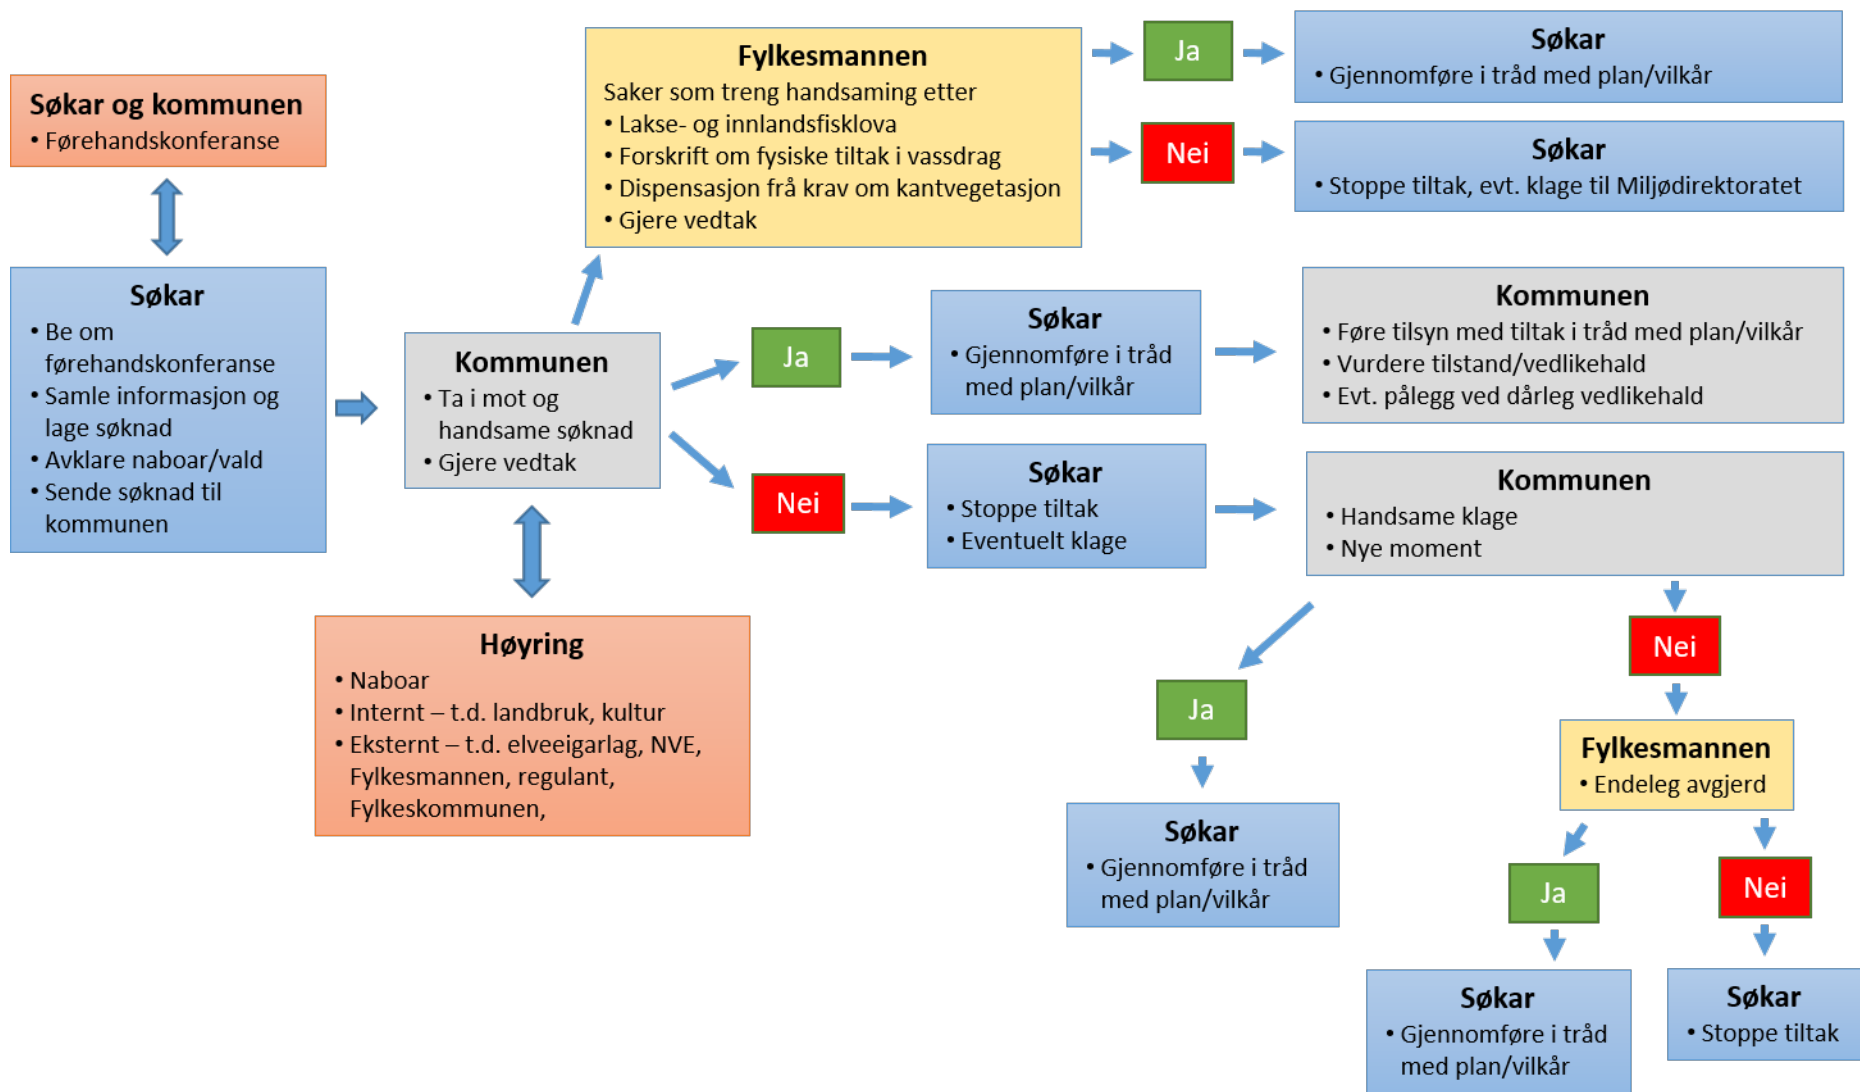 Søkar og kommunen
• Førehandskonferanse
Søkar
• Be om
førehandskonferanse
• Samle informasjon og
lage søknad
• Avklare naboar/vald
• Sende søknad til
kommunen
Kommunen
• Ta i mot og
handsame søknad
• Gjere vedtak
Høyring
• Naboar
• Internt – t.d. landbruk, kultur
• Eksternt – t.d. elveeigarlag, NVE,
Fylkesmannen, regulant,
Fylkeskommunen,
Fylkesmannen
Saker som treng handsaming etter
• Lakse- og innlandsfisklova
• Forskrift om fysiske tiltak i vassdrag
• Dispensasjon frå krav om kantvegetasjon
• Gjere vedtak
Ja
Søkar
• Gjennomføre i tråd med plan/vilkår
Nei
Søkar
• Stoppe tiltak, evt. klage til Miljødirektoratet
Ja
Søkar
• Gjennomføre i tråd
med plan/vilkår
Kommunen
• Føre tilsyn med tiltak i tråd med plan/vilkår
• Vurdere tilstand/vedlikehald
• Evt. pålegg ved dårleg vedlikehald
Nei
Søkar
• Stoppe tiltak
• Eventuelt klage
Kommunen
• Handsame klage
• Nye moment
Ja
Søkar
• Gjennomføre i tråd
med plan/vilkår
Nei
Fylkesmannen
• Endeleg avgjerd
Ja
Søkar
• Gjennomføre i tråd
med plan/vilkår
Nei
Søkar
• Stoppe tiltak